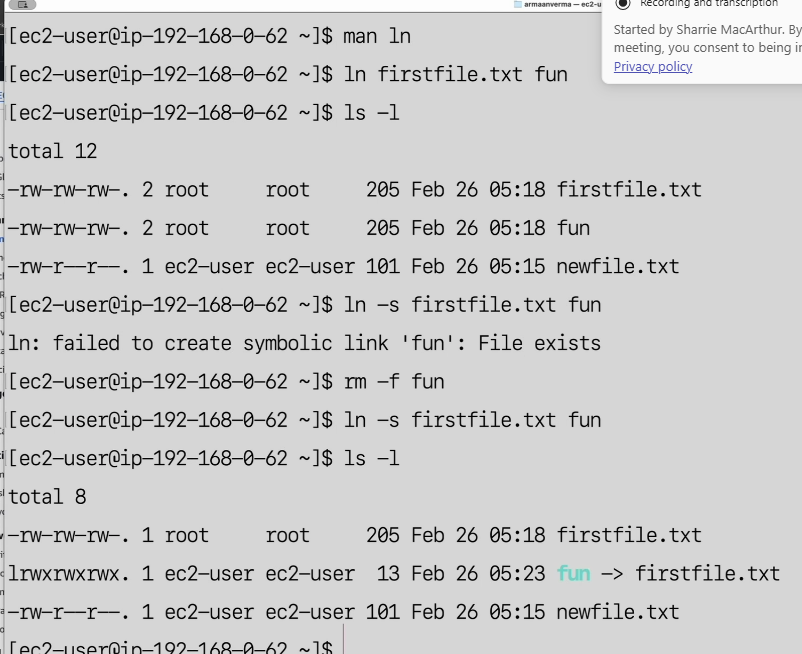 armaanverma — ec2-u
Recording and transcription
Started by Sharrie MacArthur. By
meeting, you consent to being
Privacy policy
[ec2-user@ip-192-168-0-62 ~]$ man ln
[ec2-user@ip-192-168-0-62 ~]$ ln firstfile.txt fun
[ec2-user@ip-192-168-0-62 ~]$ ls -l
total 12
-rw-rw-rw-. 2 root     root     205 Feb 26 05:18 firstfile.txt
-rw-rw-rw-. 2 root     root     205 Feb 26 05:18 fun
-rw-r--r--. 1 ec2-user ec2-user 101 Feb 26 05:15 newfile.txt
[ec2-user@ip-192-168-0-62 ~]$ ln -s firstfile.txt fun
ln: failed to create symbolic link 'fun': File exists
[ec2-user@ip-192-168-0-62 ~]$ rm -f fun
[ec2-user@ip-192-168-0-62 ~]$ ln -s firstfile.txt fun
[ec2-user@ip-192-168-0-62 ~]$ ls -l
total 8
-rw-rw-rw-. 1 root     root     205 Feb 26 05:18 firstfile.txt
lrwxrwxrwx. 1 ec2-user ec2-user  13 Feb 26 05:23 fun -> firstfile.txt
-rw-r--r--. 1 ec2-user ec2-user 101 Feb 26 05:15 newfile.txt
[ec2-user@ip-192-168-0-62 ~]$